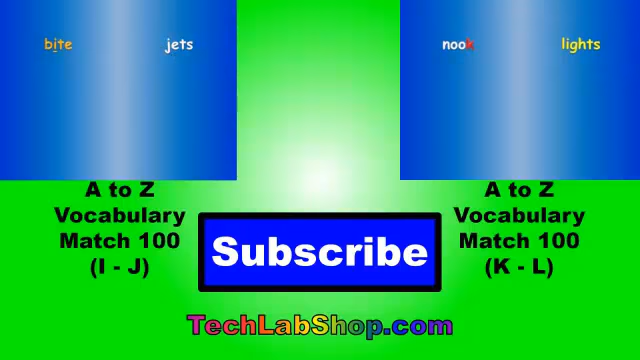 bite jets
nook lights
A to Z
Vocabulary
Match 100
(I - J)
A to Z
Vocabulary
Match 100
(K - L)
Subscribe
TechLabShop.com